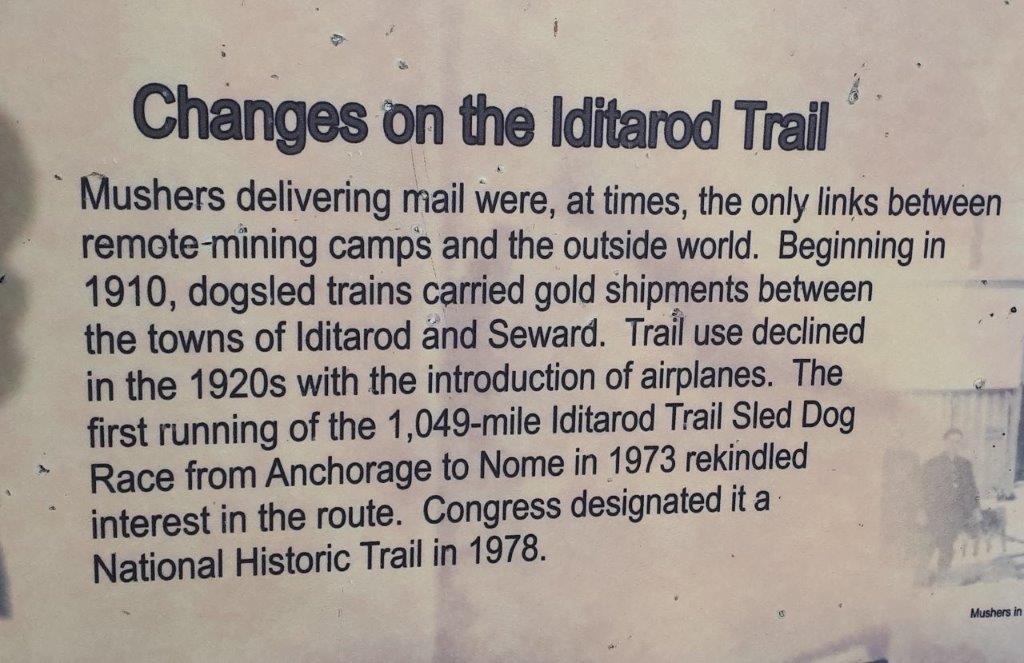 Changes on the Iditarod Trail
Mushers delivering mail were, at times, the only links between
remote-mining camps and the outside world.  Beginning in
1910, dogsled trains carried gold shipments between
the towns of Iditarod and Seward.  Trail use declined
in the 1920s with the introduction of airplanes.  The
first running of the 1,049-mile Iditarod Trail Sled Dog
Race from Anchorage to Nome in 1973 rekindled
interest in the route.  Congress designated it a
National Historic Trail in 1978.
Mushers in